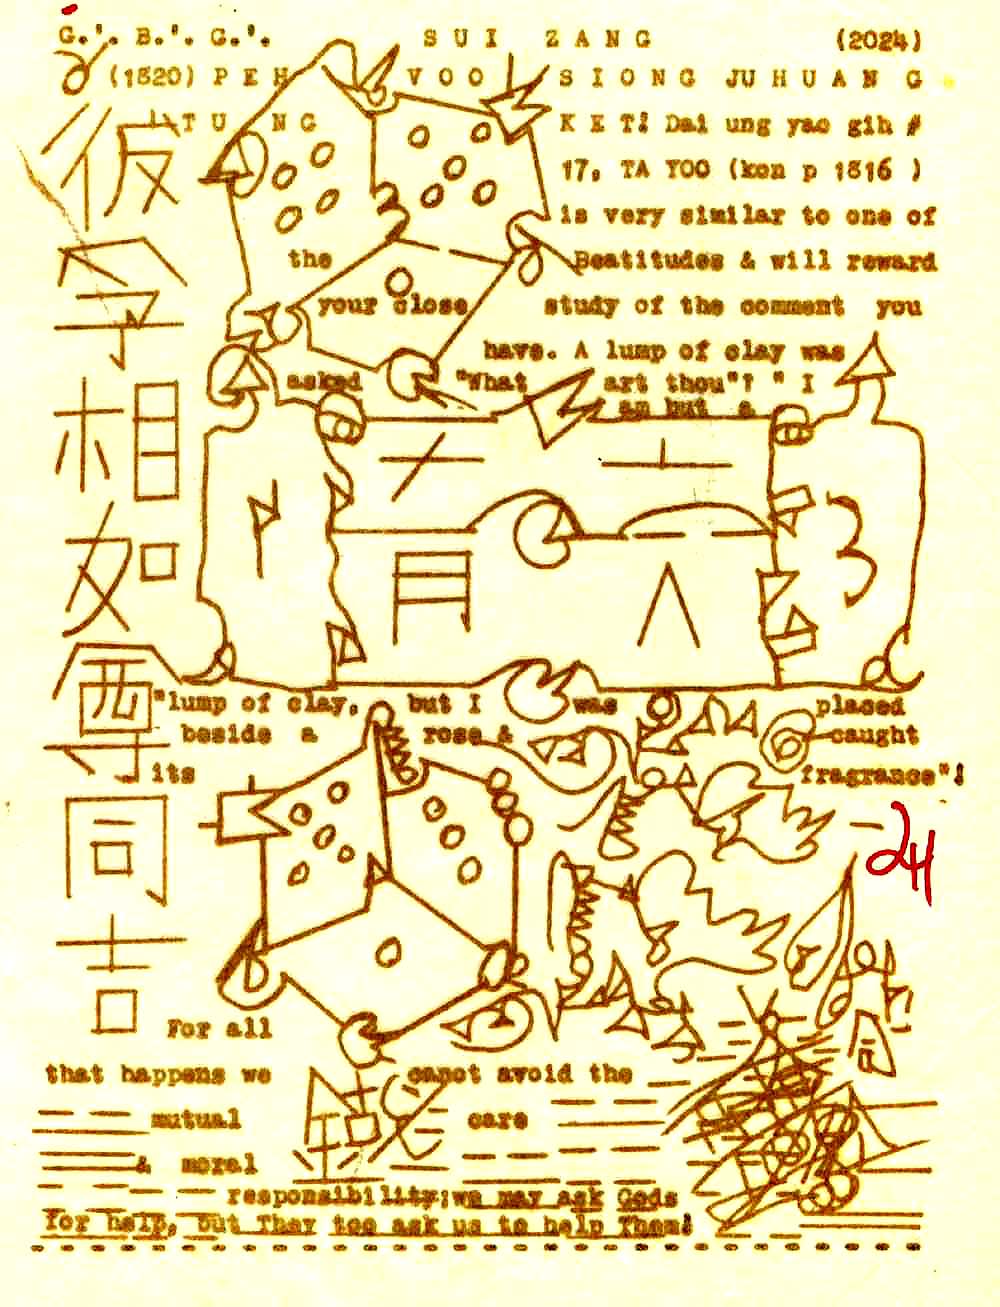 G.'. B.'. G.'. SUI ZANG (2024)
(1520) PEH VOO SIONG JUHUANG
TU NG KET! Dai ung yao gih #
17, TA YOO (kon p 1516 )
is very similar to one of
the Beatitudes & will reward
your close study of the comment you
have. A lump of clay was
asked "What art thou"? " I
am but a
"lump of clay, but I was placed
beside a rose & caught
its fragrance"!
24
For all
that happens we canot avoid the
mutual care
& moral
responsibility;we may ask Gods
for help, but They too ask us to help Them!
彼
相
如
同
吉